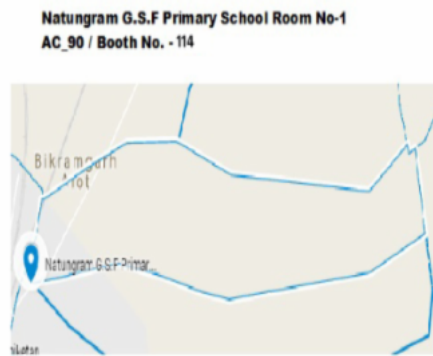 Natungram G.S.F Primary School Room No-1
AC_90 / Booth No. - 114
Bikramgarh
Natungram G.S.F Primar...